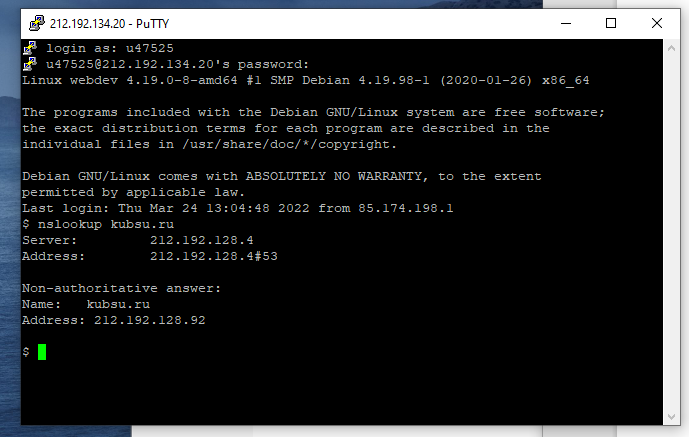 212.192.134.20 - PuTTY
login as: u47525
u47525@212.192.134.20's password:
Linux webdev 4.19.0-8-amd64 #1 SMP Debian 4.19.98-1 (2020-01-26) x86_64
The programs included with the Debian GNU/Linux system are free software;
the exact distribution terms for each program are described in the
individual files in /usr/share/doc/*/copyright.
Debian GNU/Linux comes with ABSOLUTELY NO WARRANTY, to the extent
permitted by applicable law.
Last login: Thu Mar 24 13:04:48 2022 from 85.174.198.1
$ nslookup kubsu.ru
Server:         212.192.128.4
Address:        212.192.128.4#53
Non-authoritative answer:
Name:   kubsu.ru
Address: 212.192.128.92
$